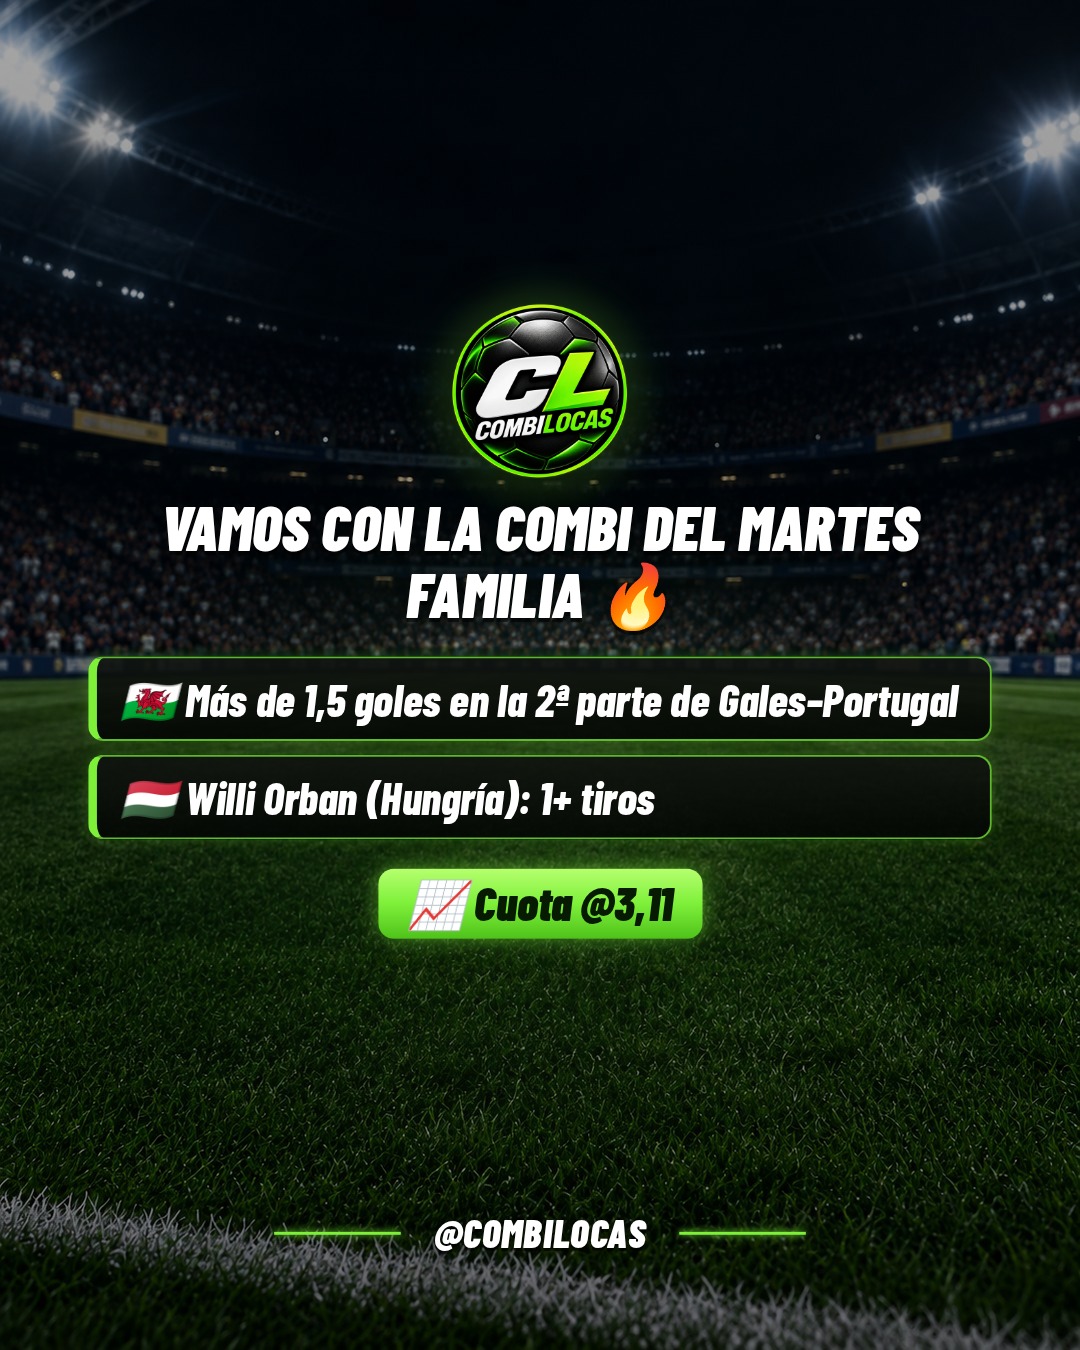 CL
COMBILOCAS
VAMOS CON LA COMBI DEL MARTES
FAMILIA 🔥
🏴󠁧󠁢󠁷󠁬󠁳󠁿 Más de 1,5 goles en la 2ª parte de Gales-Portugal
🇭🇺 Willi Orban (Hungría): 1+ tiros
📈 Cuota @3,11
@COMBILOCAS